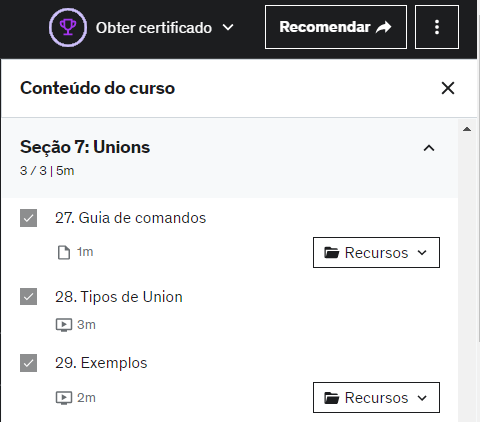 Obter certificado
Recomendar
Conteúdo do curso
Seção 7: Unions
3 / 3 | 5m
27. Guia de comandos
1m
Recursos
28. Tipos de Union
3m
29. Exemplos
2m
Recursos